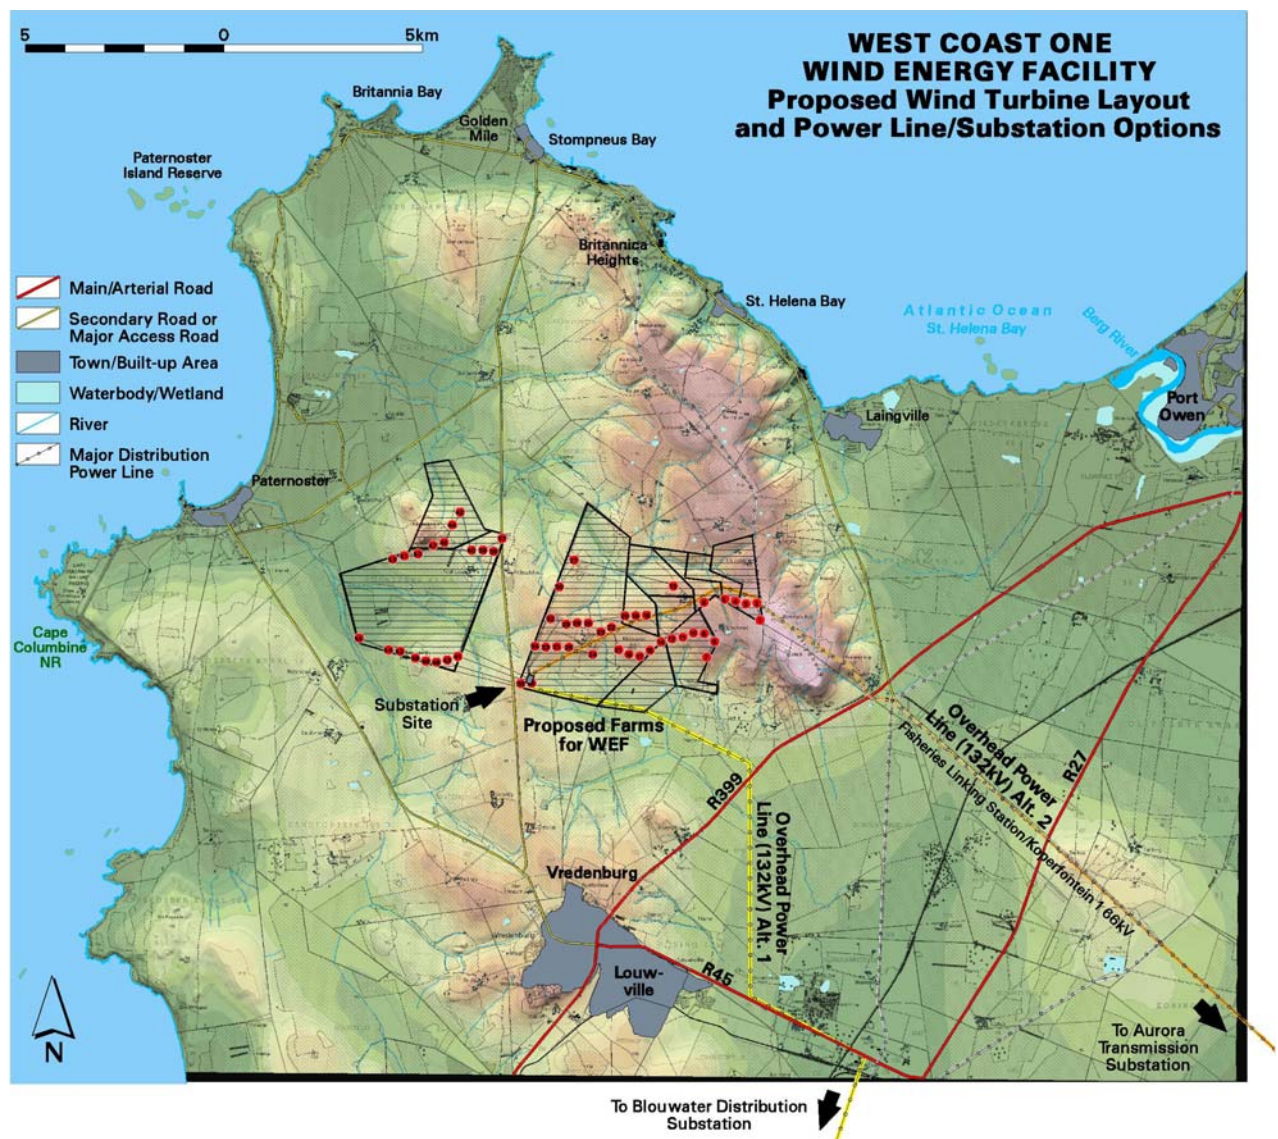 5 0 5km
WEST COAST ONE
WIND ENERGY FACILITY
Proposed Wind Turbine Layout
and Power Line/Substation Options
Britannia Bay
Golden
Mile
Stompneus Bay
Paternoster
Island Reserve
Britannica
Heights
St. Helena Bay
Atlantic Ocean
St. Helena Bay
Berg River
Port
Owen
Laingville
Main/Arterial Road
Secondary Road or
Major Access Road
Town/Built-up Area
Waterbody/Wetland
River
Major Distribution
Power Line
Paternoster
Cape
Columbine
NR
Substation
Site
Proposed Farms
for WEF
R399
Overhead Power
Line (132kV) Alt. 2
Fisheries Linking Station/Koperfontein 1 66kV
R27
Overhead Power
Line (132kV) Alt. 1
Vredenburg
Louw-
ville
R45
N
To Aurora
Transmission
Substation
To Blouwater Distribution
Substation